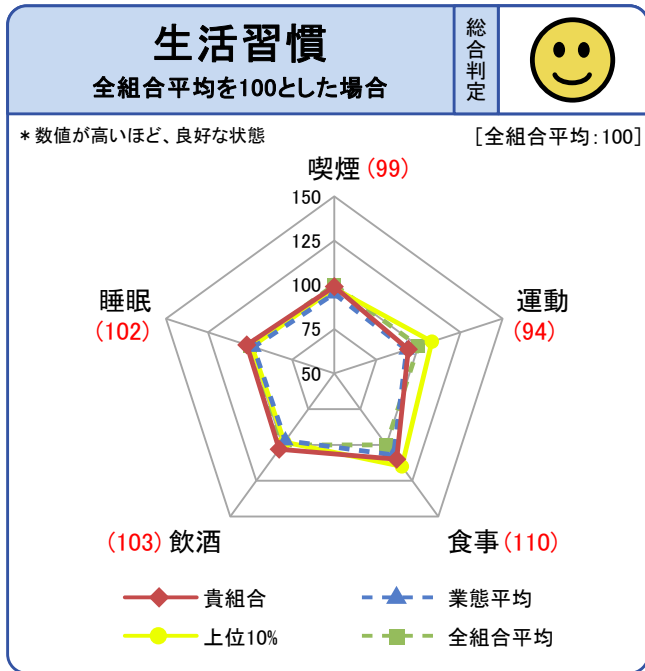 生活習慣
全組合平均を100とした場合
総合判定
*数値が高いほど、良好な状態
[全組合平均:100]
喫煙(99)
150
125
100
75
50
睡眠
(102)
運動
(94)
(103)飲酒
食事(110)
貴組合
業態平均
上位10%
全組合平均